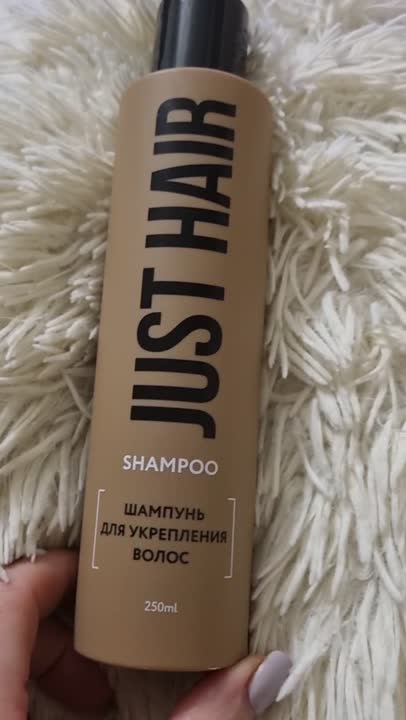 JUST HAIR
SHAMPOO
ШАМПУНЬ
ДЛЯ УКРЕПЛЕНИЯ
ВОЛОС
250ml